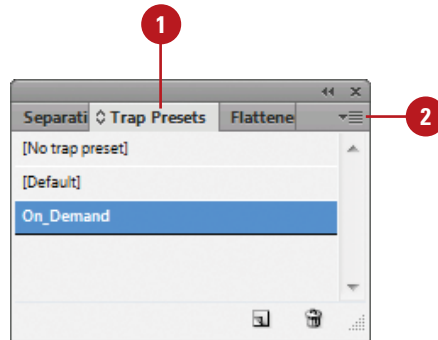 1
Separati Trap Presets Flattene
2
[No trap preset]
[Default]
On_Demand